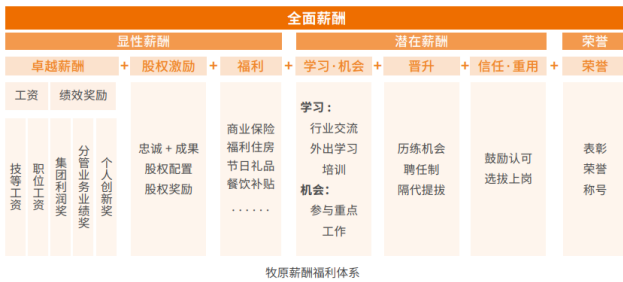 全面薪酬
显性薪酬
潜在薪酬
荣誉
卓越薪酬 + 股权激励 + 福利 + 学习·机会 + 晋升 + 信任·重用 + 荣誉
工资
绩效奖励
技等工资
职位工资
集团利润奖
分管业务业绩奖
个人创新奖
忠诚 + 成果
股权配置
股权奖励
商业保险
福利住房
节日礼品
餐饮补贴
······
学习：
行业交流
外出学习
培训
机会：
参与重点
工作
历练机会
聘任制
隔代提拔
鼓励认可
选拔上岗
表彰
荣誉
称号
牧原薪酬福利体系